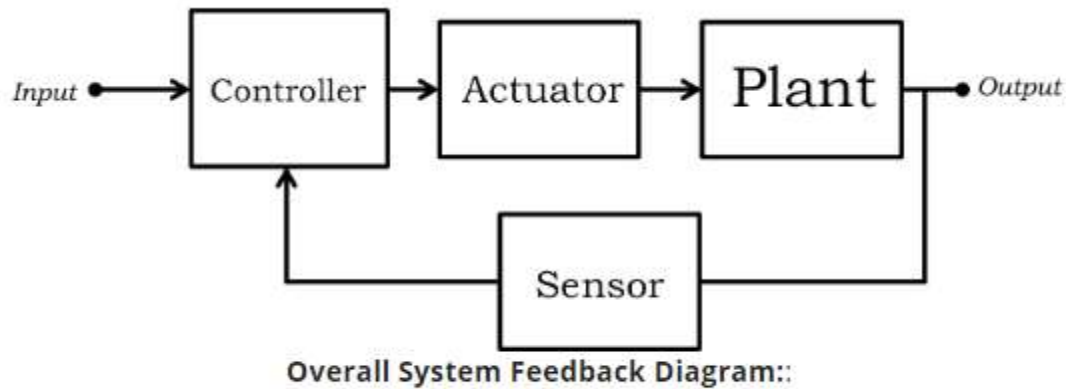 Input
Controller
Actuator
Plant
Output
Sensor
Overall System Feedback Diagram::